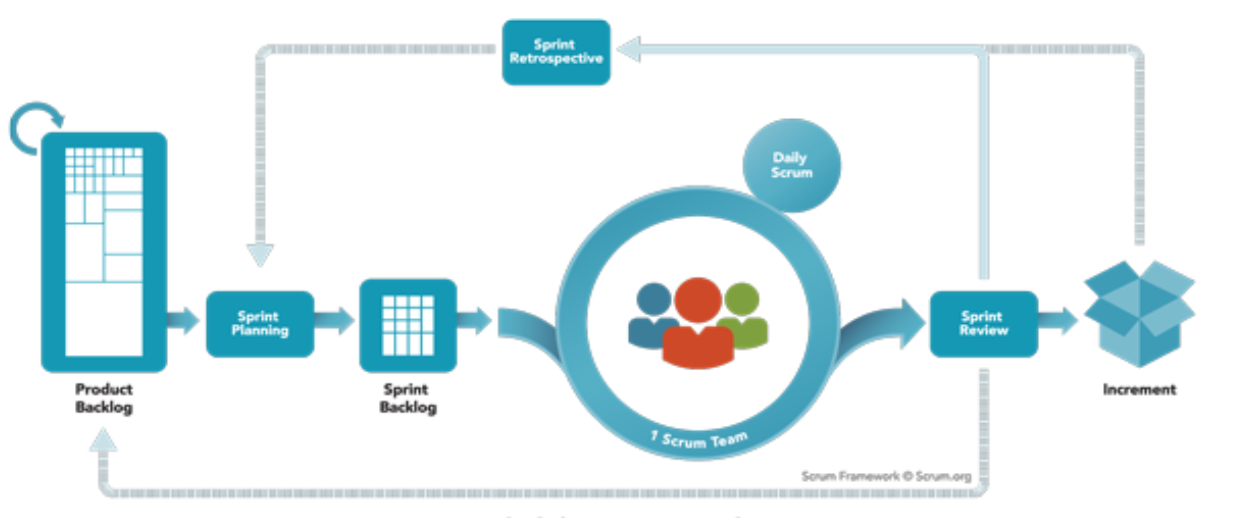 Sprint
Retrospective
Daily
Scrum
Sprint
Planning
Sprint
Review
Product
Backlog
Sprint
Backlog
Increment
1 Scrum Team
Scrum Framework © Scrum.org